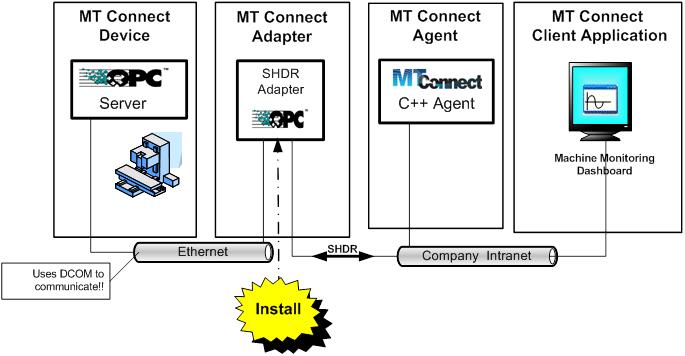 MT Connect
Device
OPC™
Server
MT Connect
Adapter
SHDR
Adapter
OPC™
MT Connect
Agent
MTConnect
C++ Agent
MT Connect
Client Application
Machine Monitoring
Dashboard
Ethernet
SHDR
Company Intranet
Uses DCOM to
communicate!!
Install